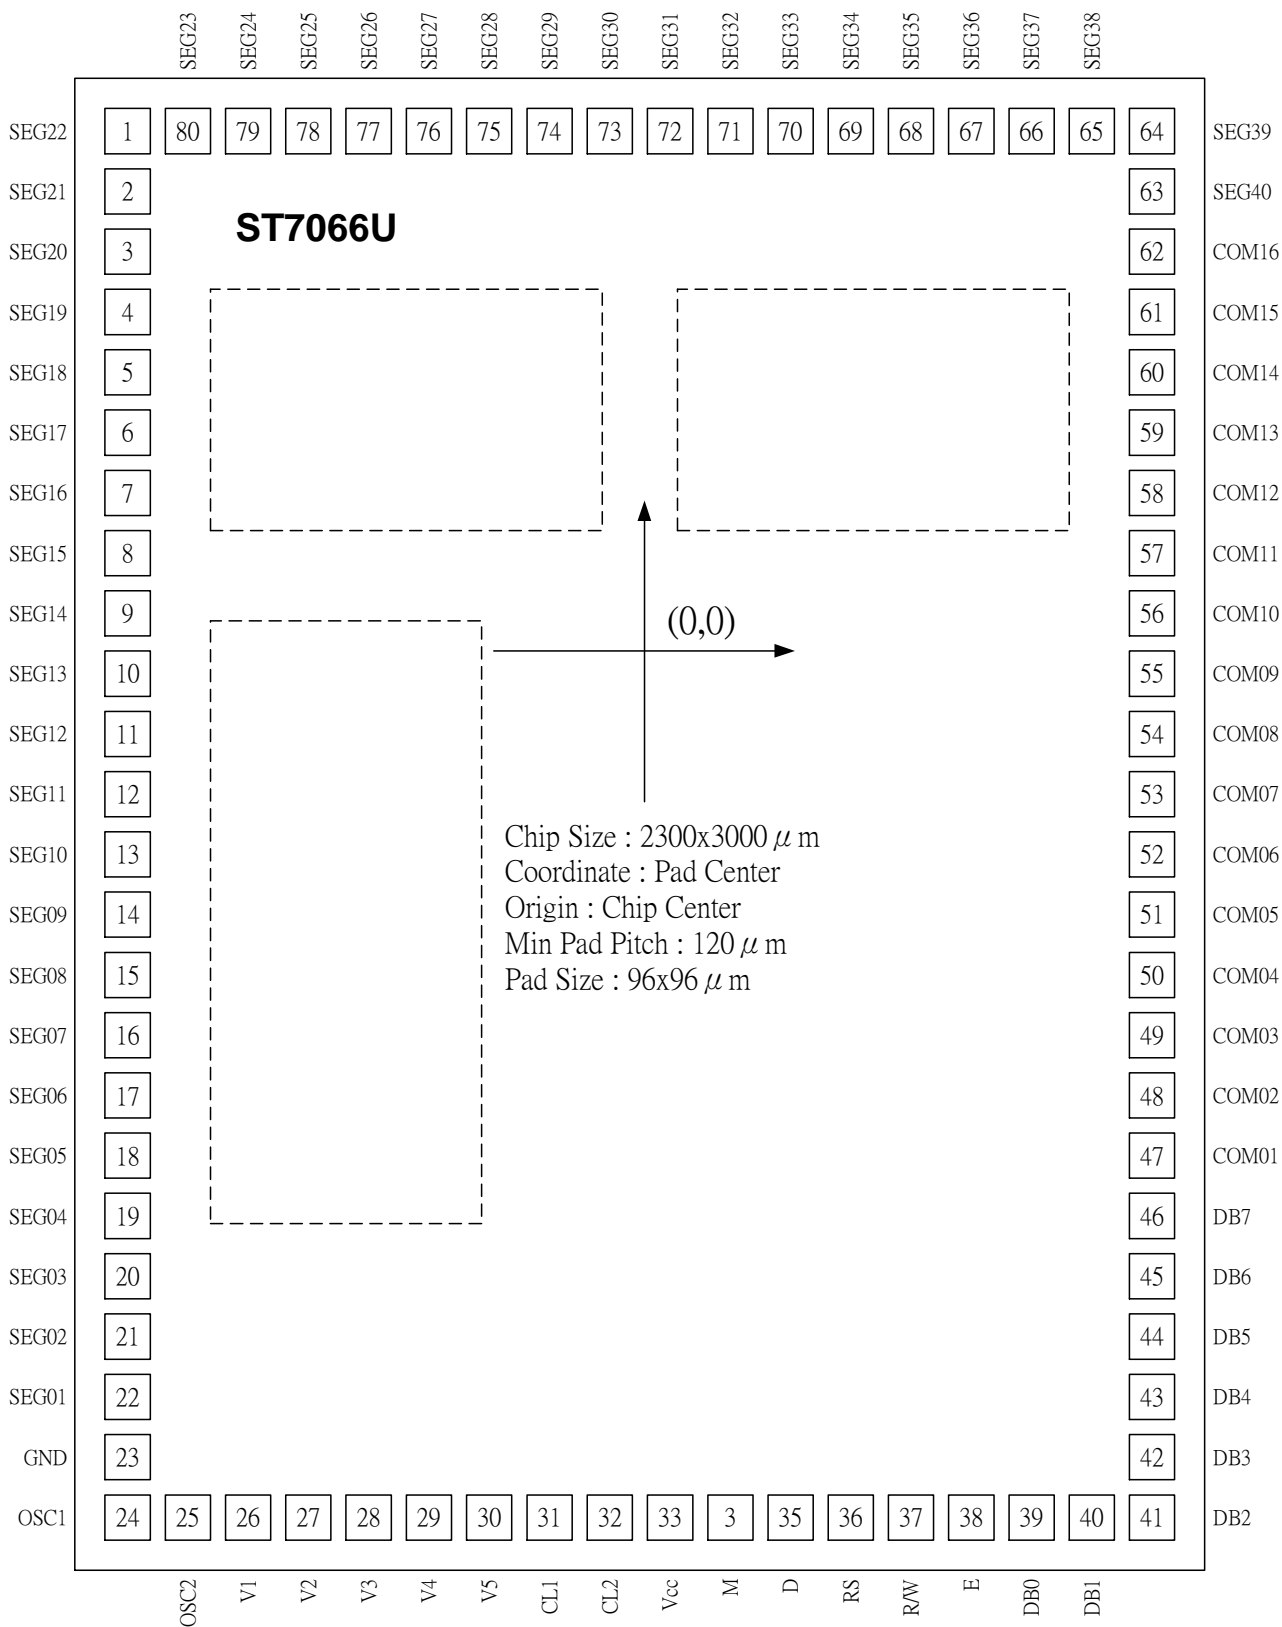 SEG23 SEG24 SEG25 SEG26 SEG27 SEG28 SEG29 SEG30 SEG31 SEG32 SEG33 SEG34 SEG35 SEG36 SEG37 SEG38
SEG22 1 80 79 78 77 76 75 74 73 72 71 70 69 68 67 66 65 64 SEG39
SEG21 2 63 SEG40
ST7066U
SEG20 3 62 COM16
SEG19 4 61 COM15
SEG18 5 60 COM14
SEG17 6 59 COM13
SEG16 7 58 COM12
SEG15 8 57 COM11
SEG14 9 (0,0) 56 COM10
SEG13 10 55 COM09
SEG12 11 54 COM08
SEG11 12 53 COM07
Chip Size : 2300x3000 μ m
SEG10 13 52 COM06
Coordinate : Pad Center
Origin : Chip Center
SEG09 14 51 COM05
Min Pad Pitch : 120 μ m
SEG08 15 50 COM04
Pad Size : 96x96 μ m
SEG07 16 49 COM03
SEG06 17 48 COM02
SEG05 18 47 COM01
SEG04 19 46 DB7
SEG03 20 45 DB6
SEG02 21 44 DB5
SEG01 22 43 DB4
GND 23 42 DB3
OSC1 24 25 26 27 28 29 30 31 32 33 3 35 36 37 38 39 40 41 DB2
OSC2 V1 V2 V3 V4 V5 CL1 CL2 Vcc M D RS R/W E DB0 DB1